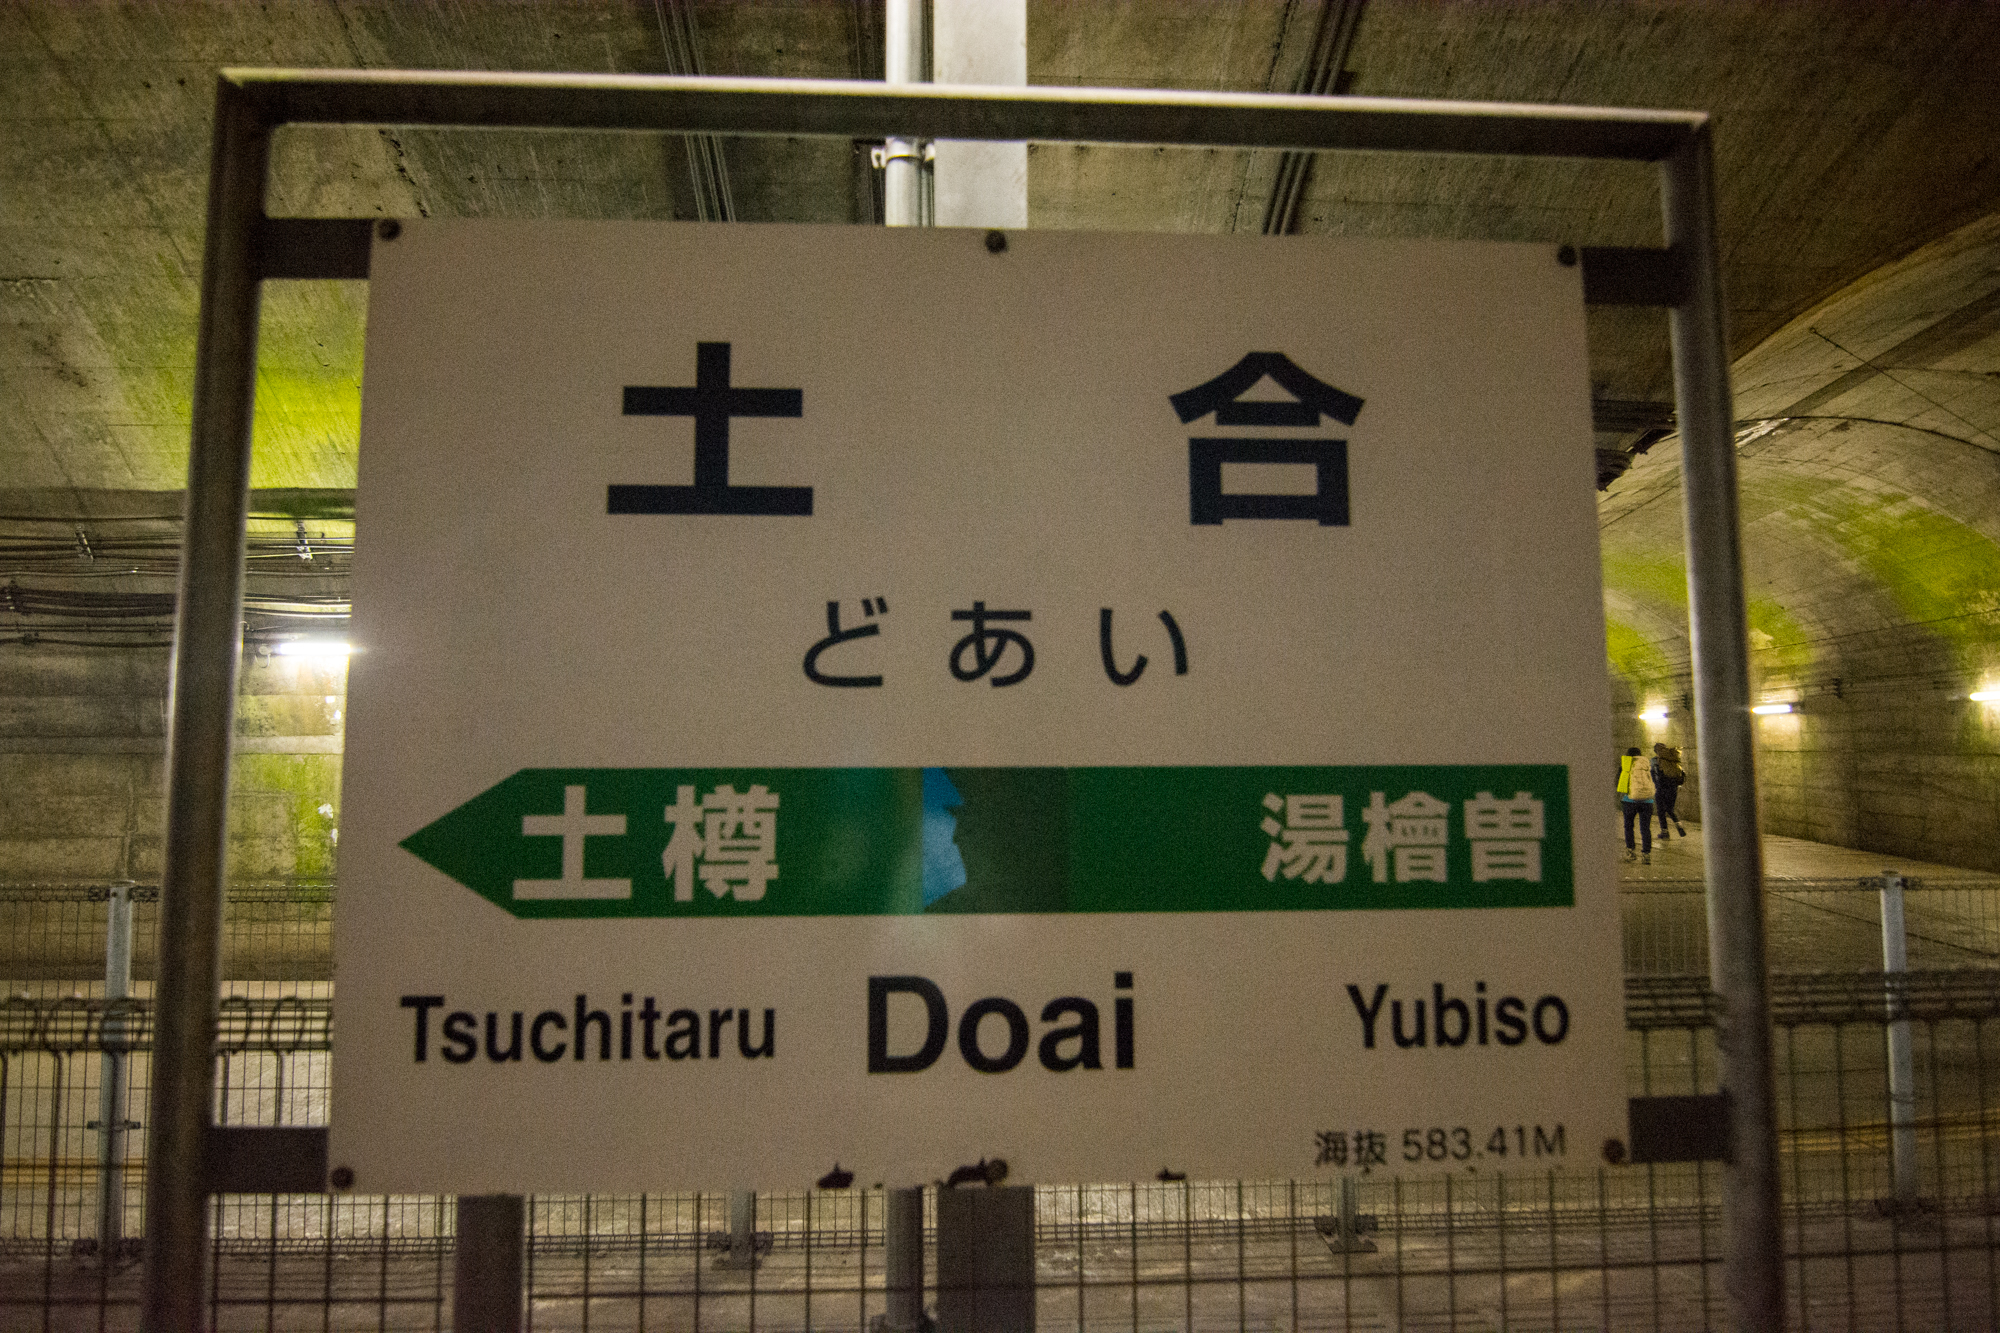 土合
どあい
土樽 湯檜曽
Tsuchitaru Doai Yubiso
海抜 583.41M